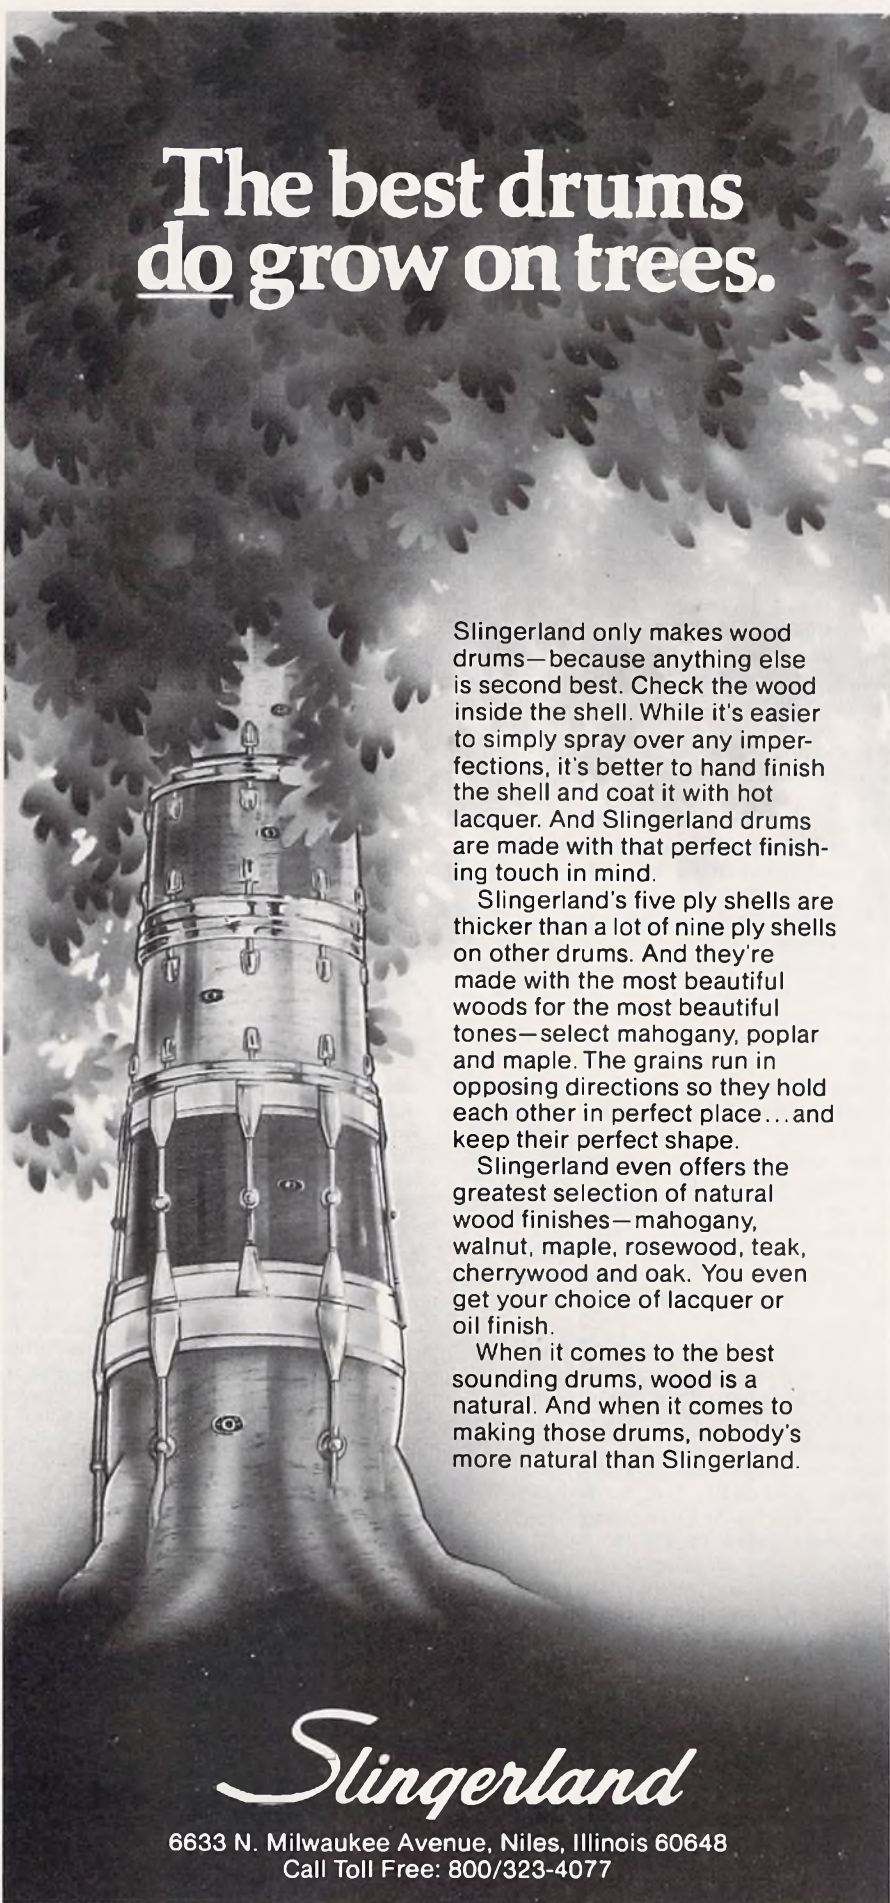 The best drums
do grow on trees.
Slingerland only makes wood
drums—because anything else
is second best. Check the wood
inside the shell. While it's easier
to simply spray over any imper-
fections, it's better to hand finish
the shell and coat it with hot
lacquer. And Slingerland drums
are made with that perfect finish-
ing touch in mind.
Slingerland's five ply shells are
thicker than a lot of nine ply shells
on other drums. And they're
made with the most beautiful
woods for the most beautiful
tones—select mahogany, poplar
and maple. The grains run in
opposing directions so they hold
each other in perfect place...and
keep their perfect shape.
Slingerland even offers the
greatest selection of natural
wood finishes—mahogany,
walnut, maple, rosewood, teak,
cherrywood and oak. You even
get your choice of lacquer or
oil finish.
When it comes to the best
sounding drums, wood is a
natural. And when it comes to
making those drums, nobody's
more natural than Slingerland.
Slingerland
6633 N. Milwaukee Avenue, Niles, Illinois 60648
Call Toll Free: 800/323-4077